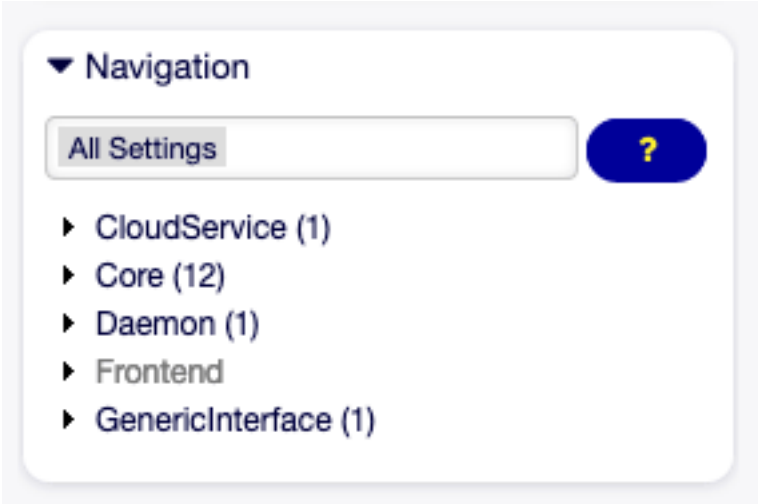 Navigation
All Settings ?
CloudService (1)
Core (12)
Daemon (1)
Frontend
GenericInterface (1)